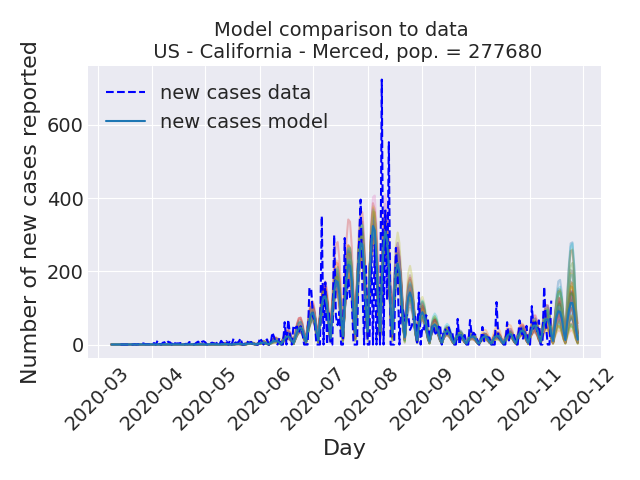 Model comparison to data
US - California - Merced, pop. = 277680
Number of new cases reported
new cases data
new cases model
600
400
200
0
2020-03
2020-04
2020-05
2020-06
2020-07
2020-08
2020-09
2020-10
2020-11
2020-12
Day